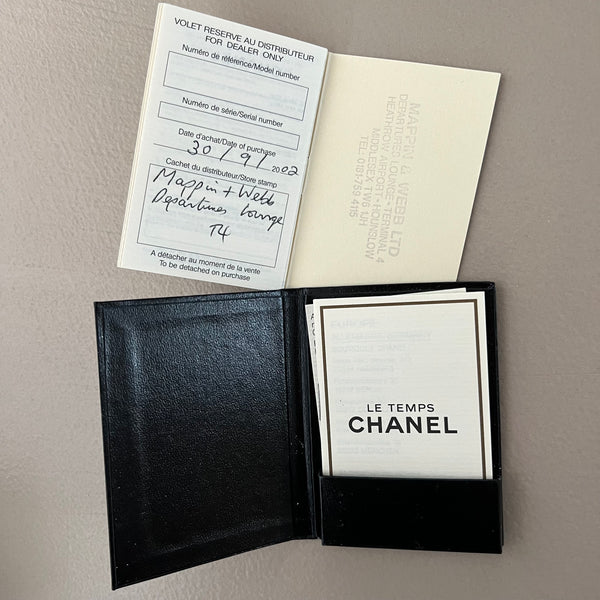 VOLET RESERVE AU DISTRIBUTEUR
FOR DEALER ONLY
Numéro de référence/Model number
Numéro de série/Serial number
Date d'achat/Date of purchase
30/9/2002
Cachet du distributeur/Store stamp
Mappin + Webb
Departures Lounge
T4
A détacher au moment de la vente
To be detached on purchase
MAPPIN & WEBB LTD
DEPARTURES LOUNGE - TERMINAL 4
HEATHROW AIRPORT - HOUNSLOW
MIDDLESEX TW6
LE TEMPS
CHANEL